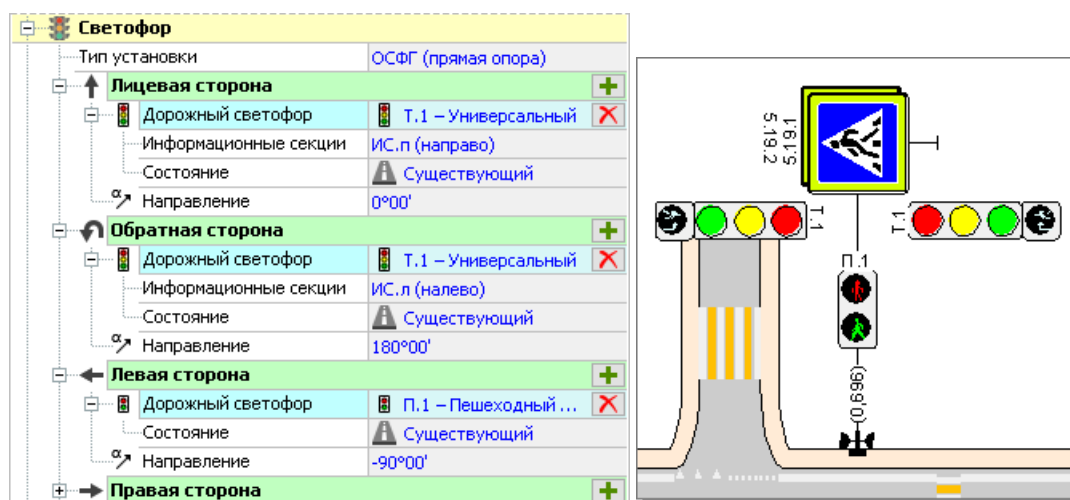 Светофор
Тип установки ОСФГ (прямая опора)
Лицевая сторона
Дорожный светофор Т.1 – Универсальный
Информационные секции ИС.п (направо)
Состояние Существующий
Направление 0°00'
Обратная сторона
Дорожный светофор Т.1 – Универсальный
Информационные секции ИС.л (налево)
Состояние Существующий
Направление 180°00'
Левая сторона
Дорожный светофор П.1 – Пешеходный ...
Состояние Существующий
Направление -90°00'
Правая сторона
5.19.1
5.19.2
Т.1
Т.1
П.1
(0,966)